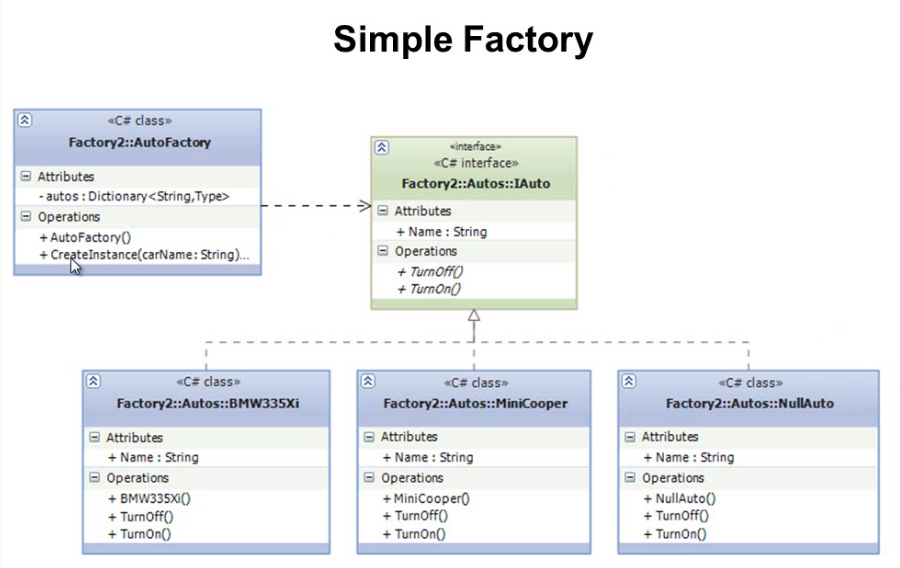 Simple Factory
«C# class»
Factory2::AutoFactory
Attributes
- autos : Dictionary<String,Type>
Operations
+ AutoFactory()
+ CreateInstance(carName: String)...
«interface»
«C# interface»
Factory2::Autos::IAuto
Attributes
+ Name : String
Operations
+ TurnOff()
+ TurnOn()
«C# class»
Factory2::Autos::BMW335Xi
Attributes
+ Name : String
Operations
+ BMW335Xi()
+ TurnOff()
+ TurnOn()
«C# class»
Factory2::Autos::MiniCooper
Attributes
+ Name : String
Operations
+ MiniCooper()
+ TurnOff()
+ TurnOn()
«C# class»
Factory2::Autos::NullAuto
Attributes
+ Name : String
Operations
+ NullAuto()
+ TurnOff()
+ TurnOn()